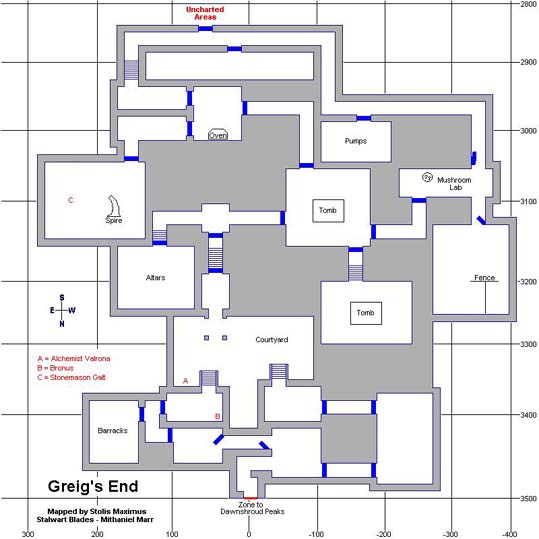 Uncharted
Areas
2800
2900
Oven
3000
Pumps
Mushroom
Lab
C
Spire
Tomb
3100
Altars
Fence
3200
S
E W
N
Tomb
Courtyard
3300
A = Alchemist Valrona
B = Bronus
C = Stonemason Galt
A
B
3400
Barracks
Greig's End
Mapped by Stolis Maximus
Stalwart Blades - Mithaniel Marr
Zone to
Dawnshroud Peaks
3500
300 200 100 0 -100 -200 -300 -400